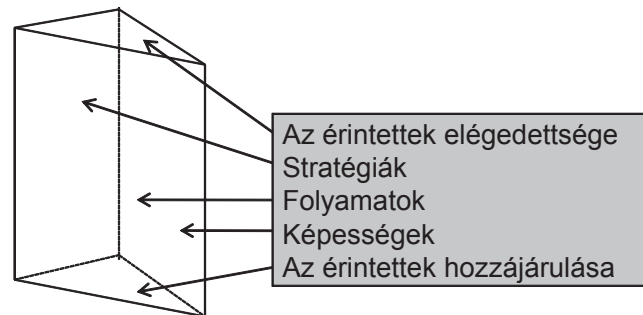 Az érintettek elégedettsége
Stratégiák
Folyamatok
Képességek
Az érintettek hozzájárulása